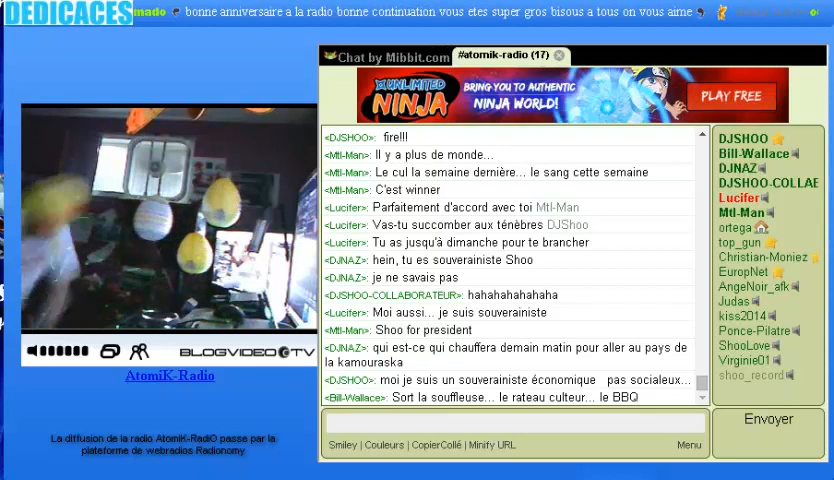 DEDICACES mado bonne anniversaire a la radio bonne continuation vous etes super gros bisous a tous on vous aime
Chat by Mibbit.com #atomik-radio (17)
UNLIMITED NINJA BRING YOU TO AUTHENTIC NINJA WORLD! PLAY FREE
<DJSHOO>: fire!!!
<Mtl-Man>: Il y a plus de monde...
<Mtl-Man>: Le cul la semaine dernière... le sang cette semaine
<Mtl-Man>: C'est winner
<Lucifer>: Parfaitement d'accord avec toi Mtl-Man
<Lucifer>: Vas-tu succomber aux ténèbres DJShoo
<Lucifer>: Tu as jusqu'à dimanche pour te brancher
<DJNAZ>: hein, tu es souverainiste Shoo
<DJNAZ>: je ne savais pas
<DJSHOO-COLLABORATEUR>: hahahahahahaha
<Lucifer>: Moi aussi... je suis souverainiste
<Mtl-Man>: Shoo for president
<DJNAZ>: qui est-ce qui chauffera demain matin pour aller au pays de
la kamouraska
<DJSHOO>: moi je suis un souverainiste économique pas socialeux...
<Bill-Wallace>: Sort la souffleuse... le rateau culteur... le BBQ
DJSHOO
Bill-Wallace
DJNAZ
DJSHOO-COLLAE
Lucifer
Mtl-Man
ortega
top_gun
Christian-Moniez
EuropNet
AngeNoir_afk
Judas
kiss2014
Ponce-Pilatre
ShooLove
Virginie01
shoo_record
Smiley | Couleurs | CopierCollé | Minify URL Menu
Envoyer
BLOGVIDEO TV
AtomiK-Radio
La diffusion de la radio AtomiK-RadiO passe par la
plateforme de webradios Radionomy